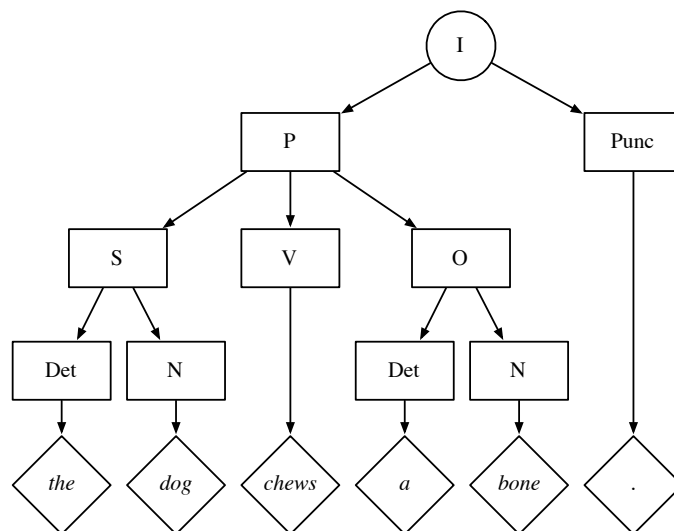 I
P Punc
S V O
Det N Det N
the dog chews a bone .